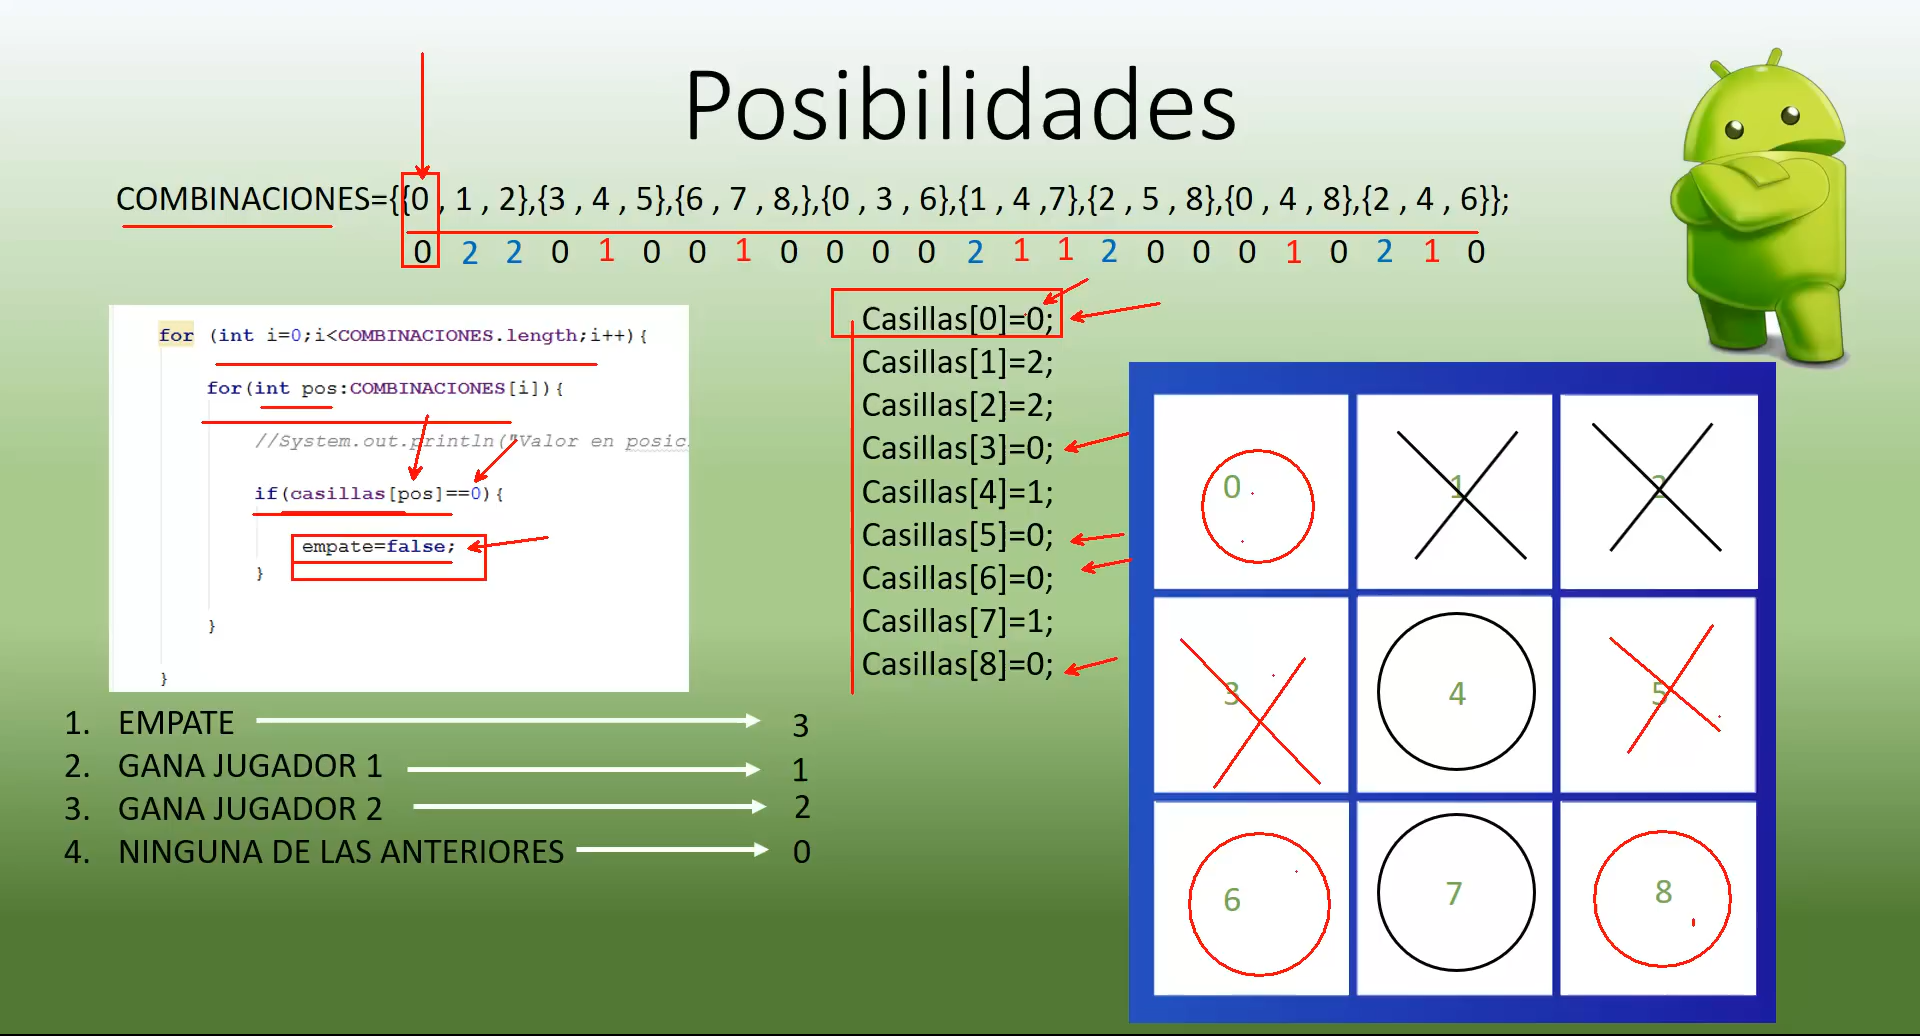 Posibilidades
COMBINACIONES={{0 , 1 , 2},{3 , 4 , 5},{6 , 7 , 8,},{0 , 3 , 6},{1 , 4 ,7},{2 , 5 , 8},{0 , 4 , 8},{2 , 4 , 6}};
0 2 2 0 1 0 0 1 0 0 0 0 2 1 1 2 0 0 0 1 0 2 1 0
for (int i=0;i<COMBINACIONES.length;i++){
for(int pos:COMBINACIONES[i]){
//System.out.println("Valor en posic
if(casillas[pos]==0){
empate=false;
}
}
}
Casillas[0]=0;
Casillas[1]=2;
Casillas[2]=2;
Casillas[3]=0;
Casillas[4]=1;
Casillas[5]=0;
Casillas[6]=0;
Casillas[7]=1;
Casillas[8]=0;
0 1 2
3 4 5
6 7 8
1. EMPATE 3
2. GANA JUGADOR 1 1
3. GANA JUGADOR 2 2
4. NINGUNA DE LAS ANTERIORES 0